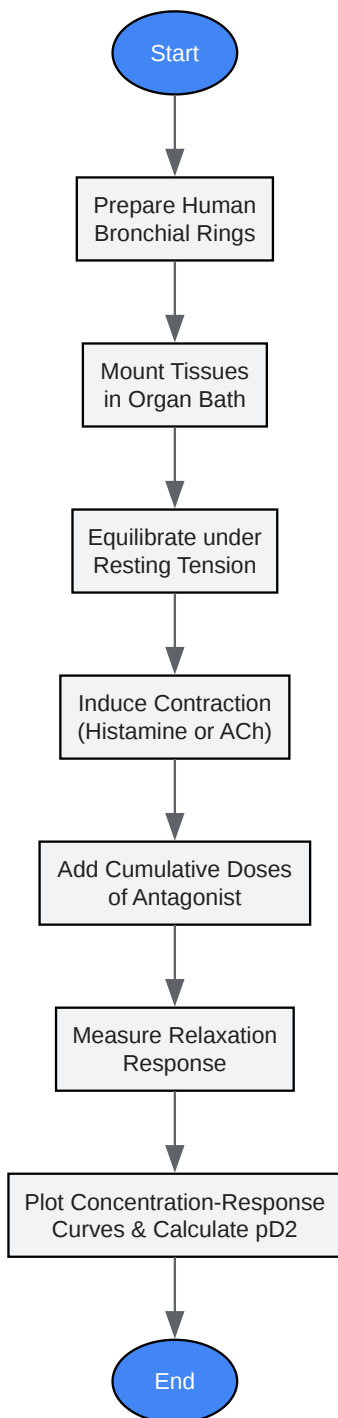 Start
Prepare Human
Bronchial Rings
Mount Tissues
in Organ Bath
Equilibrate under
Resting Tension
Induce Contraction
(Histamine or ACh)
Add Cumulative Doses
of Antagonist
Measure Relaxation
Response
Plot Concentration-Response
Curves & Calculate pD2
End